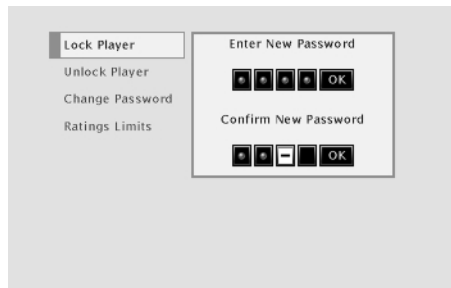 Lock Player
Unlock Player
Change Password
Ratings Limits
Enter New Password
OK
Confirm New Password
– OK